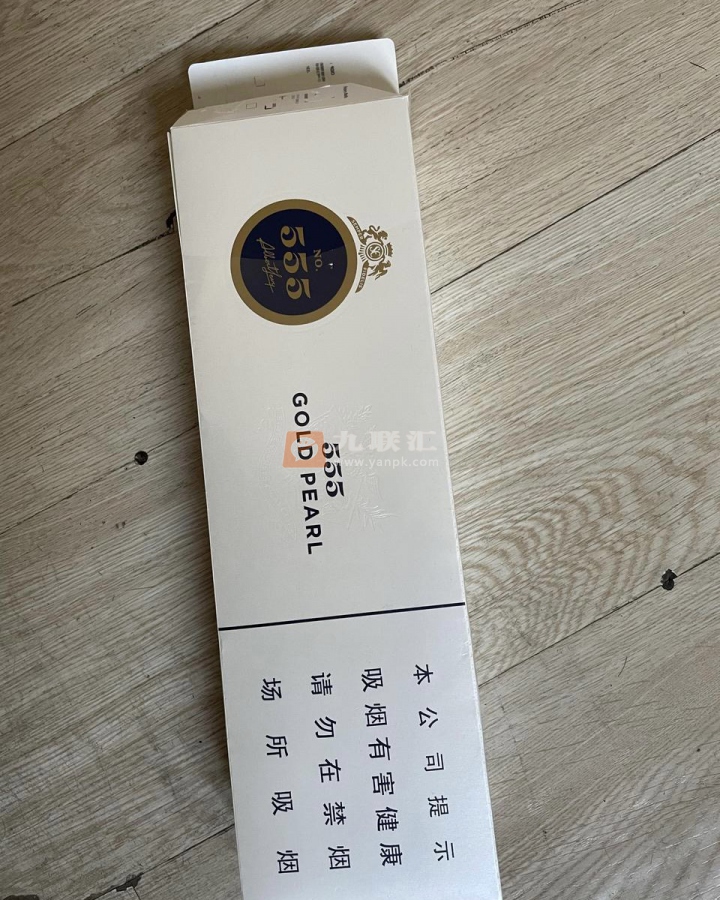 NO.
555
555
GOLD PEARL
九联汇
www.yanpk.com
本公司提示
吸烟有害健康
请勿在禁烟
场所吸烟